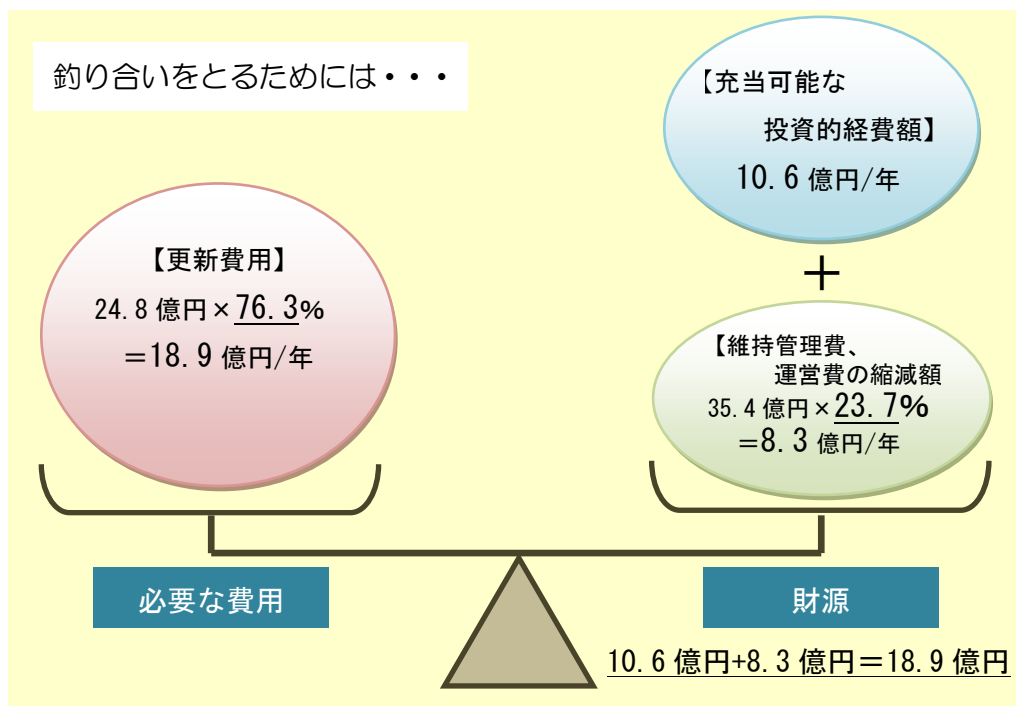 釣り合いをとるためには・・・
【更新費用】
24.8 億円×76.3%
＝18.9 億円/年
【充当可能な
投資的経費額】
10.6 億円/年
＋
【維持管理費、
運営費の縮減額
35.4 億円×23.7%
＝8.3 億円/年
必要な費用
財源
10.6 億円+8.3 億円＝18.9 億円